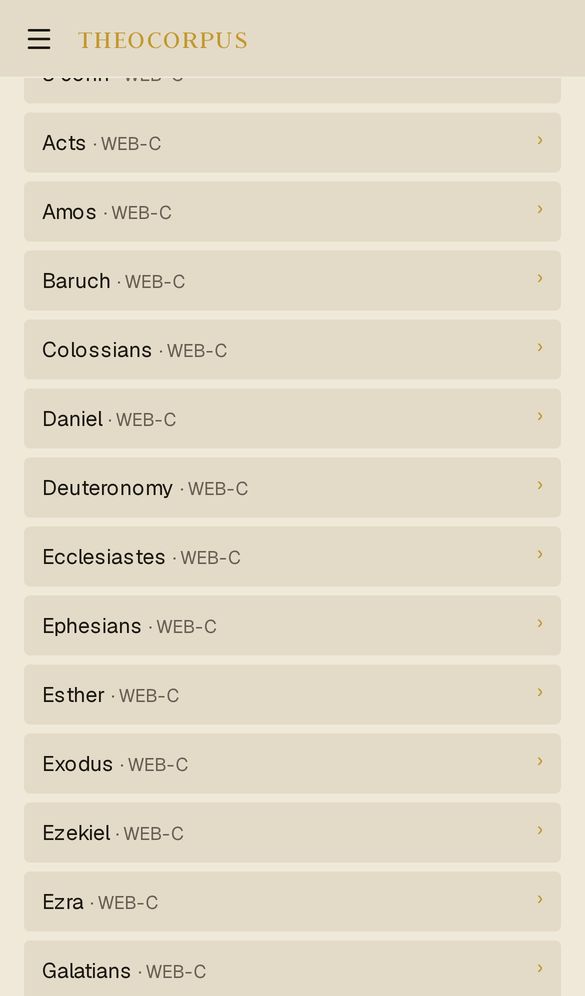 THEOCORPUS
Acts · WEB-C
Amos · WEB-C
Baruch · WEB-C
Colossians · WEB-C
Daniel · WEB-C
Deuteronomy · WEB-C
Ecclesiastes · WEB-C
Ephesians · WEB-C
Esther · WEB-C
Exodus · WEB-C
Ezekiel · WEB-C
Ezra · WEB-C
Galatians · WEB-C